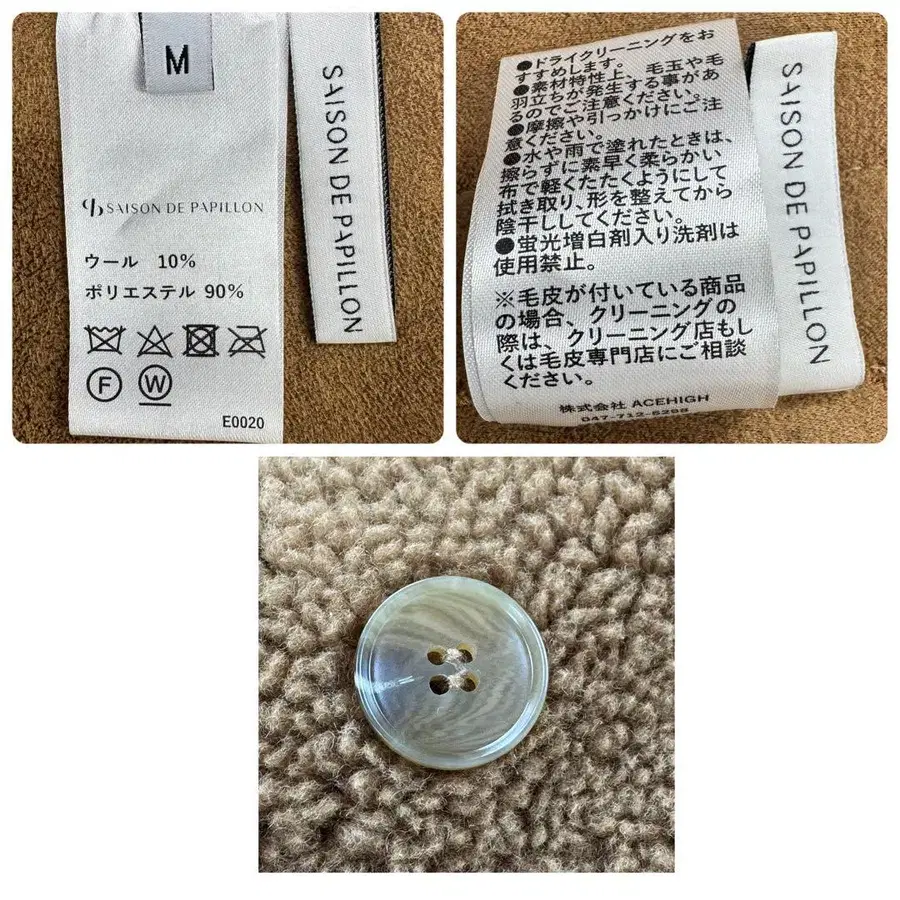 M
SAISON DE PAPILLON
SAISON DE PAPILLON
ウール 10%
ポリエステル 90%
F
W
E0020
●ドライクリーニングをお
すすめします。
●素材特性上、毛玉や毛
羽立ちが発生する事があ
るのでご注意ください。
●摩擦や引っかけにご注
意ください。
●水や雨で塗れたときは、
擦らずに素早く柔らかい
布で軽くたたくようにして
拭き取り、形を整えてから
陰干ししてください。
●蛍光増白剤入り洗剤は
使用禁止。
※毛皮が付いている商品
の場合、クリーニングの
際は、クリーニング店もし
くは毛皮専門店にご相談
ください。
株式会社 ACEHIGH
047-712-6298
SAISON DE PAPILLON